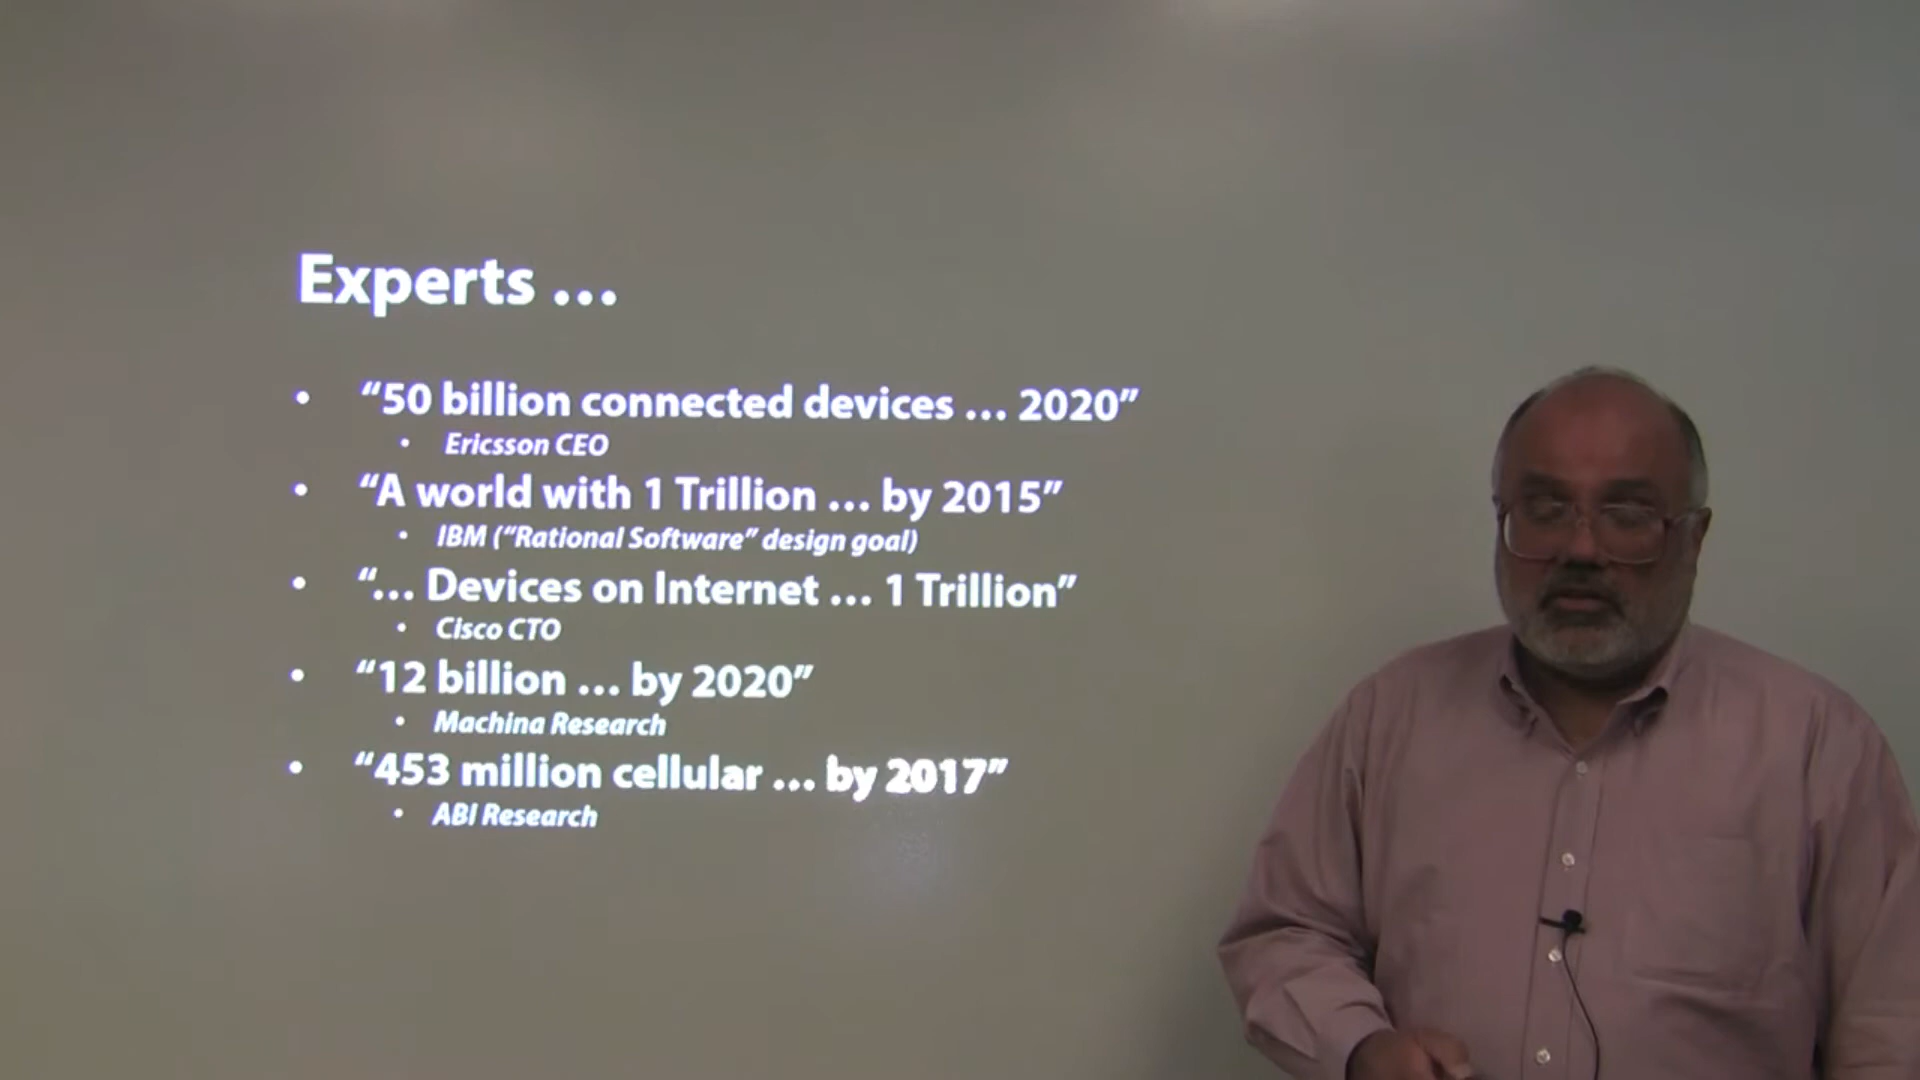 Experts ...
• “50 billion connected devices ... 2020”
• Ericsson CEO
• “A world with 1 Trillion ... by 2015”
• IBM (“Rational Software” design goal)
• “... Devices on Internet ... 1 Trillion”
• Cisco CTO
• “12 billion ... by 2020”
• Machina Research
• “453 million cellular ... by 2017”
• ABI Research